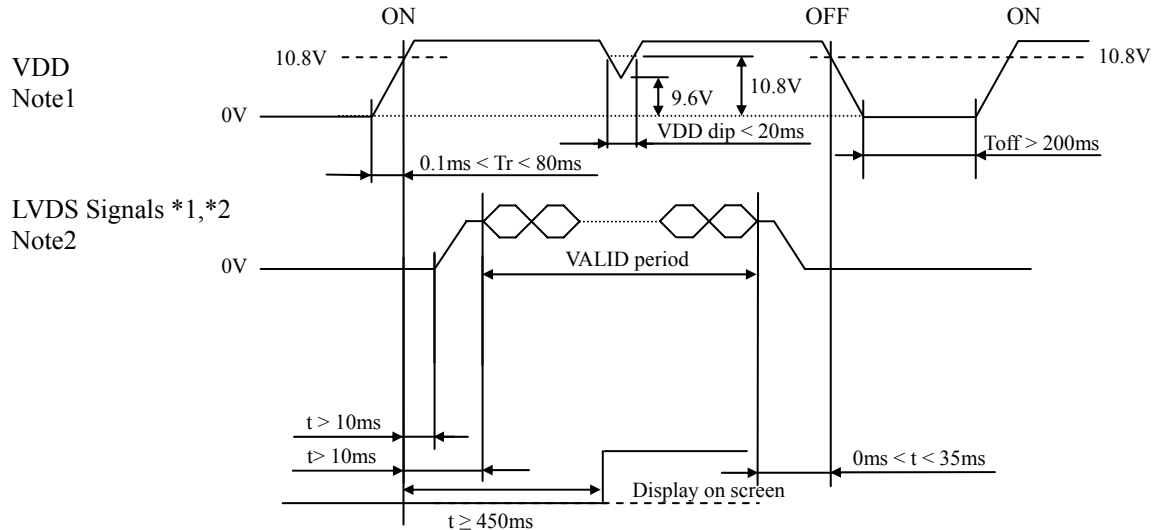 ON OFF ON
10.8V 10.8V
VDD
Note1
9.6V 10.8V
0V
VDD dip < 20ms
Toff > 200ms
0.1ms < Tr < 80ms
LVDS Signals *1,*2
Note2
VALID period
0V
t > 10ms
t> 10ms
0ms < t < 35ms
Display on screen
t ≥ 450ms